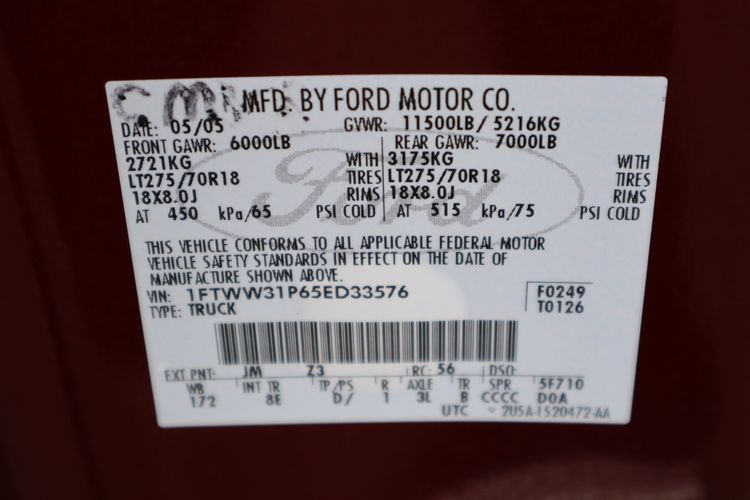 MFD. BY FORD MOTOR CO.
DATE: 05/05 GVWR: 11500LB/ 5216KG
FRONT GAWR: 6000LB REAR GAWR: 7000LB
2721KG WITH 3175KG WITH
LT275/70R18 TIRES LT275/70R18 TIRES
18X8.0J RIMS 18X8.0J RIMS
AT 450 kPa/65 PSI COLD AT 515 kPa/75 PSI COLD
Ford
THIS VEHICLE CONFORMS TO ALL APPLICABLE FEDERAL MOTOR
VEHICLE SAFETY STANDARDS IN EFFECT ON THE DATE OF
MANUFACTURE SHOWN ABOVE.
VIN: 1FTWW31P65ED33576 F0249
TYPE: TRUCK T0126
EXT PNT: JM Z3 RC: 56 DSO:
WB INT TR TP/PS R AXLE TR SPR 5F710
172 8E D/ 1 3L B CCCC D0A
UTC 2U5A-1520472-AA